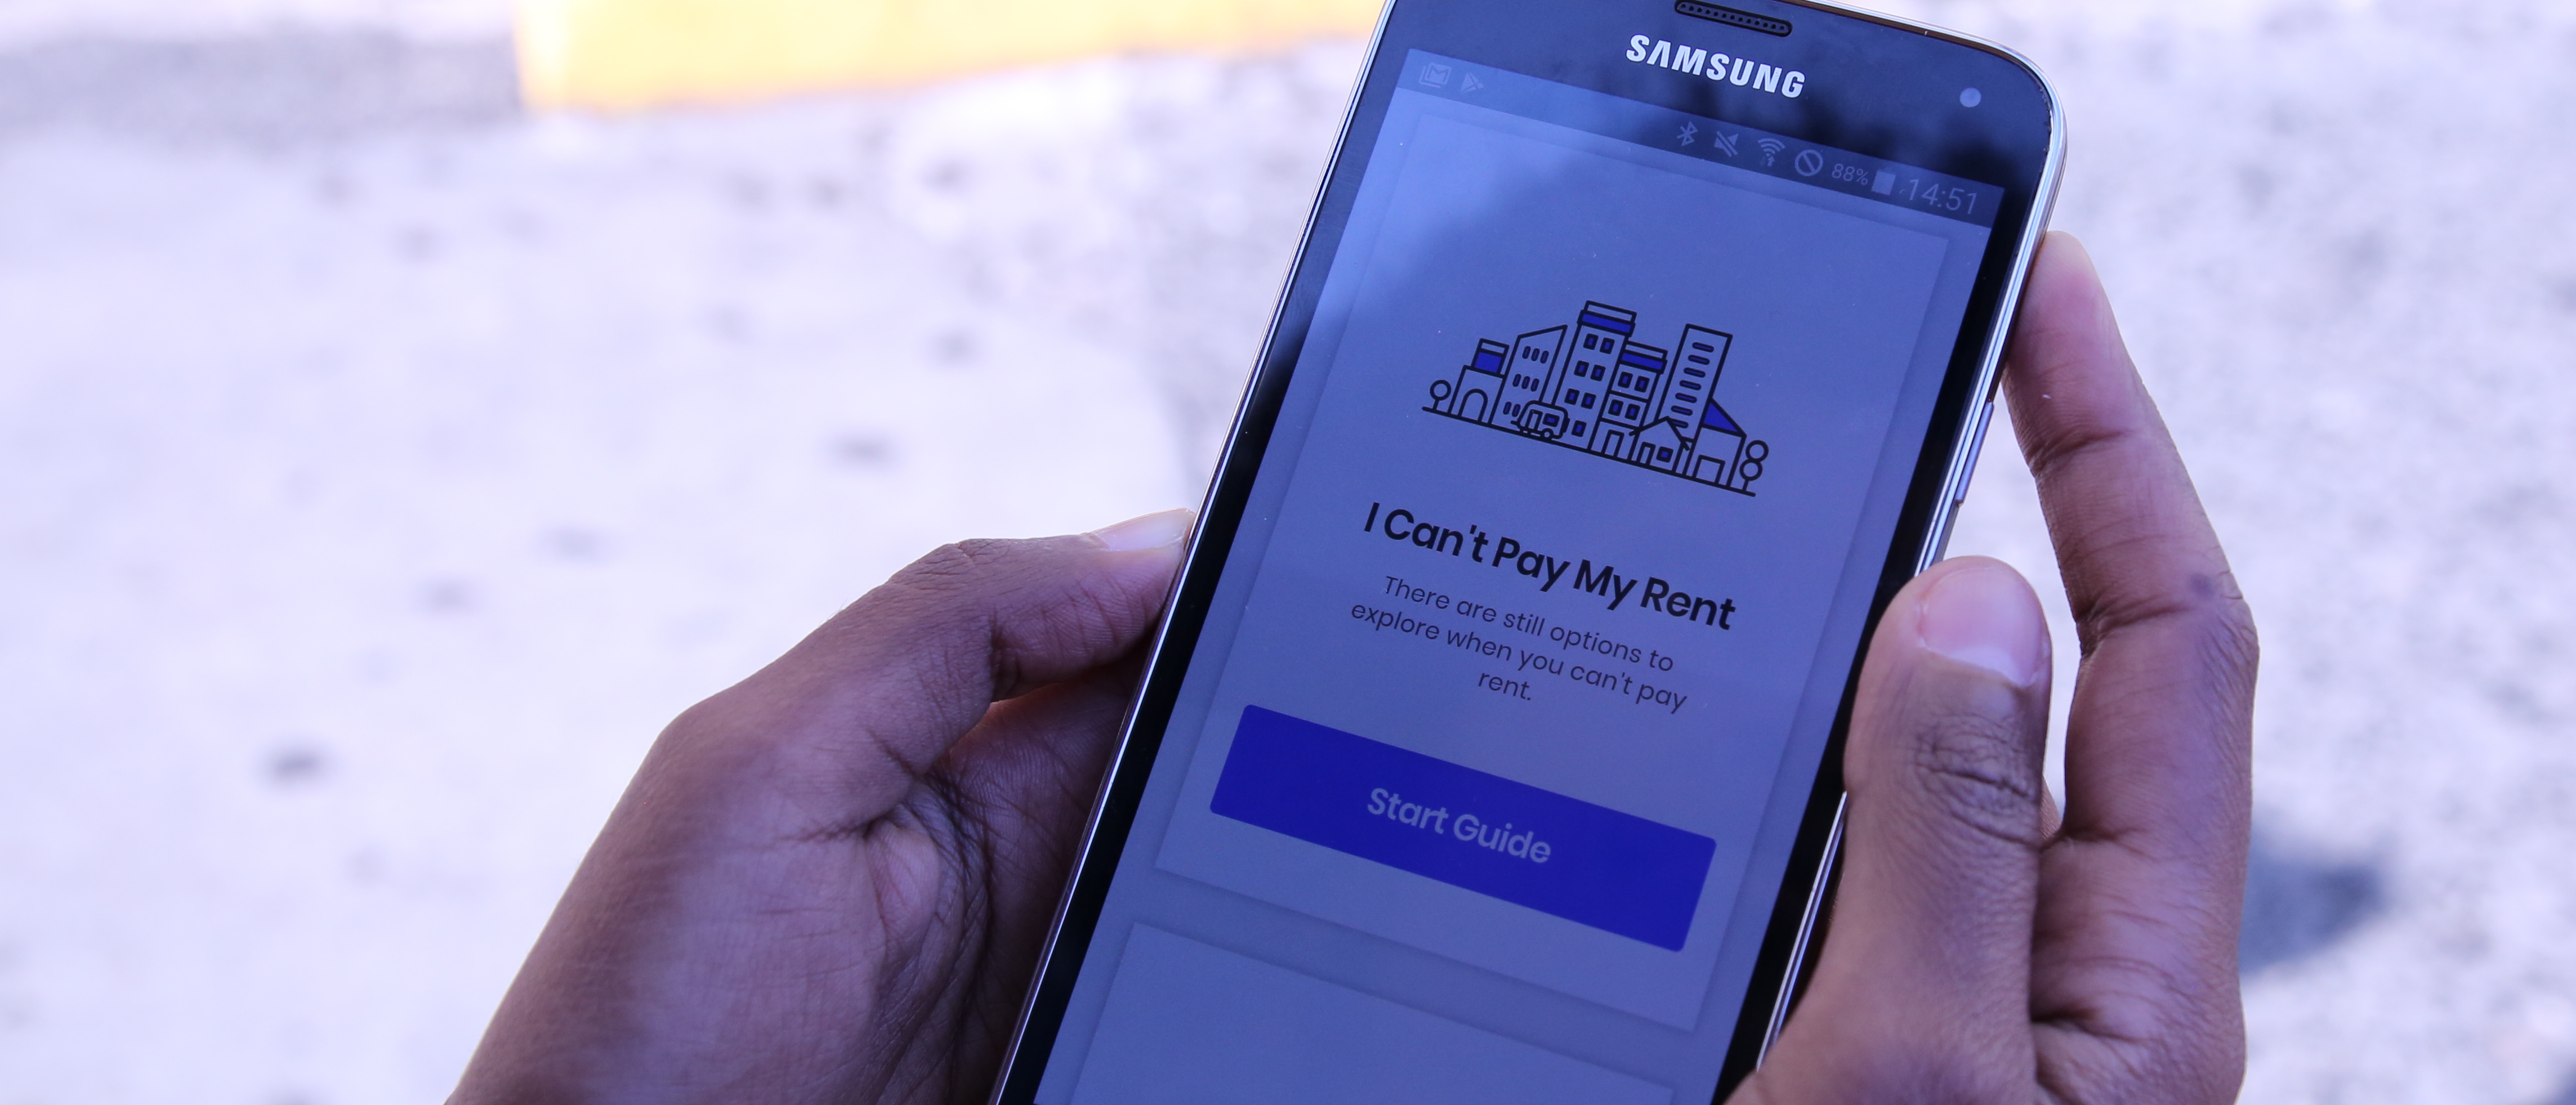 SAMSUNG
88% 14:51
I Can't Pay My Rent
There are still options to
explore when you can't pay
rent.
Start Guide